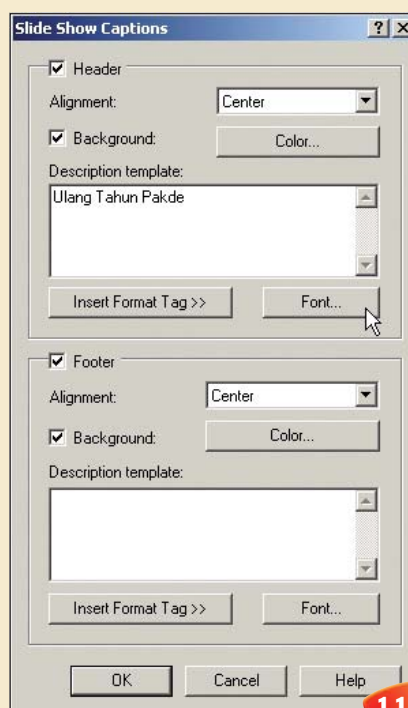 Slide Show Captions
Header
Alignment: Center
Background: Color...
Description template:
Ulang Tahun Pakde
Insert Format Tag >> Font...
Footer
Alignment: Center
Background: Color...
Description template:
Insert Format Tag >> Font...
OK Cancel Help
11